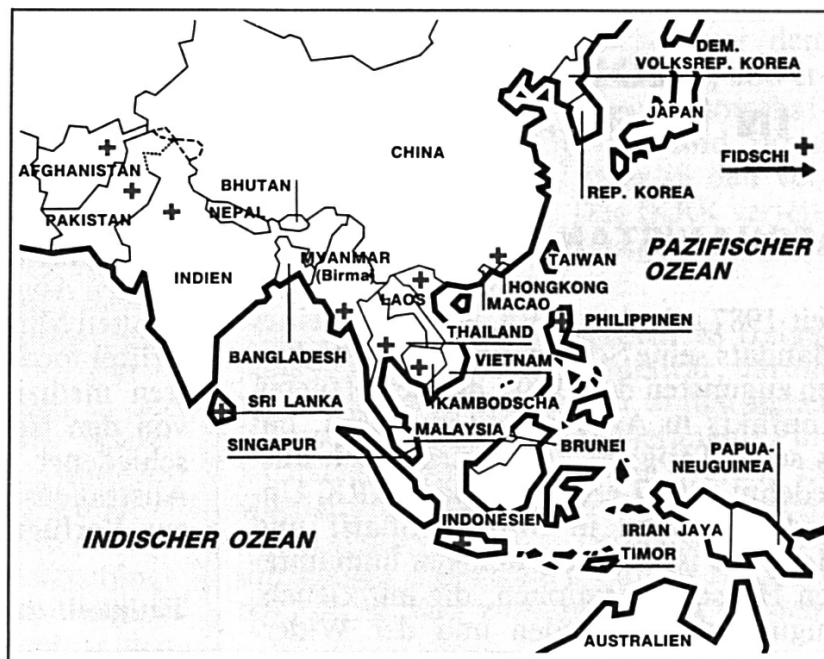 DEM.
VOLKSREP. KOREA
JAPAN
AFGHANISTAN
CHINA
FIDSCHI
REP. KOREA
BHUTAN
PAKISTAN
NEPAL
PAZIFISCHER
OZEAN
TAIWAN
MYANMAR
(Birma)
INDIEN
HONGKONG
LAOS
MACAO
PHILIPPINEN
THAILAND
BANGLADESH
VIETNAM
SRI LANKA
KAMBODSCHA
MALAYSIA
SINGAPUR
BRUNEI
PAPUA-
NEUGUINEA
INDONESIEN
IRIAN JAYA
INDISCHER OZEAN
TIMOR
AUSTRALIEN